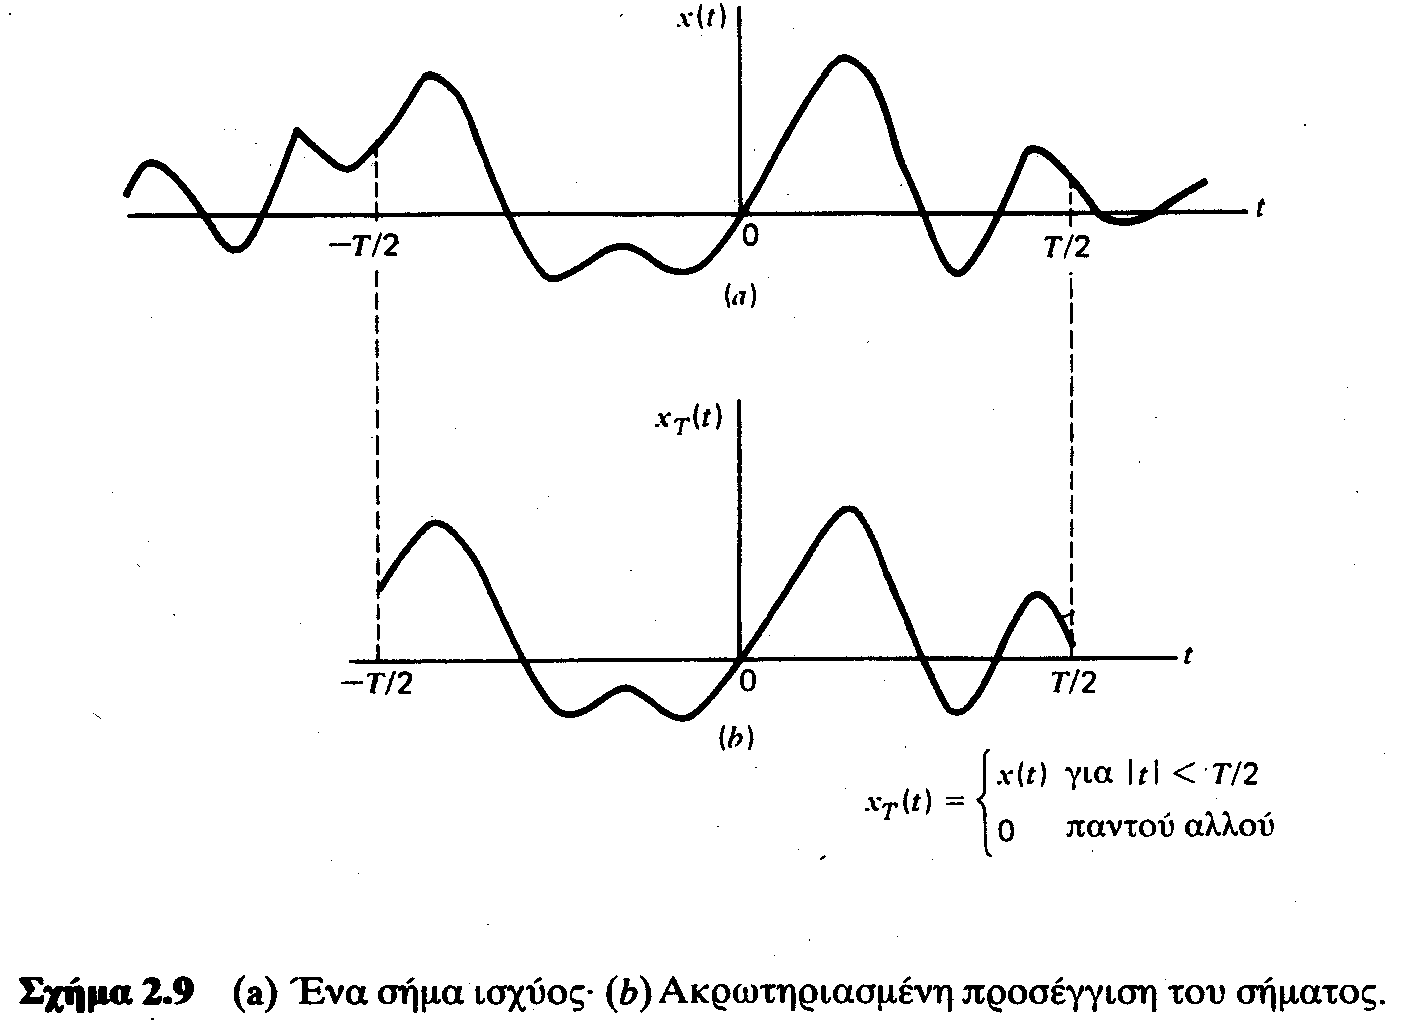 x(t)
t
−T/2
0
T/2
(a)
x_T(t)
t
−T/2
0
T/2
(b)
x_T(t) = { x(t) για |t| < T/2
0 παντού αλλού
Σχήμα 2.9 (a) Ένα σήμα ισχύος· (b) Ακρωτηριασμένη προσέγγιση του σήματος.